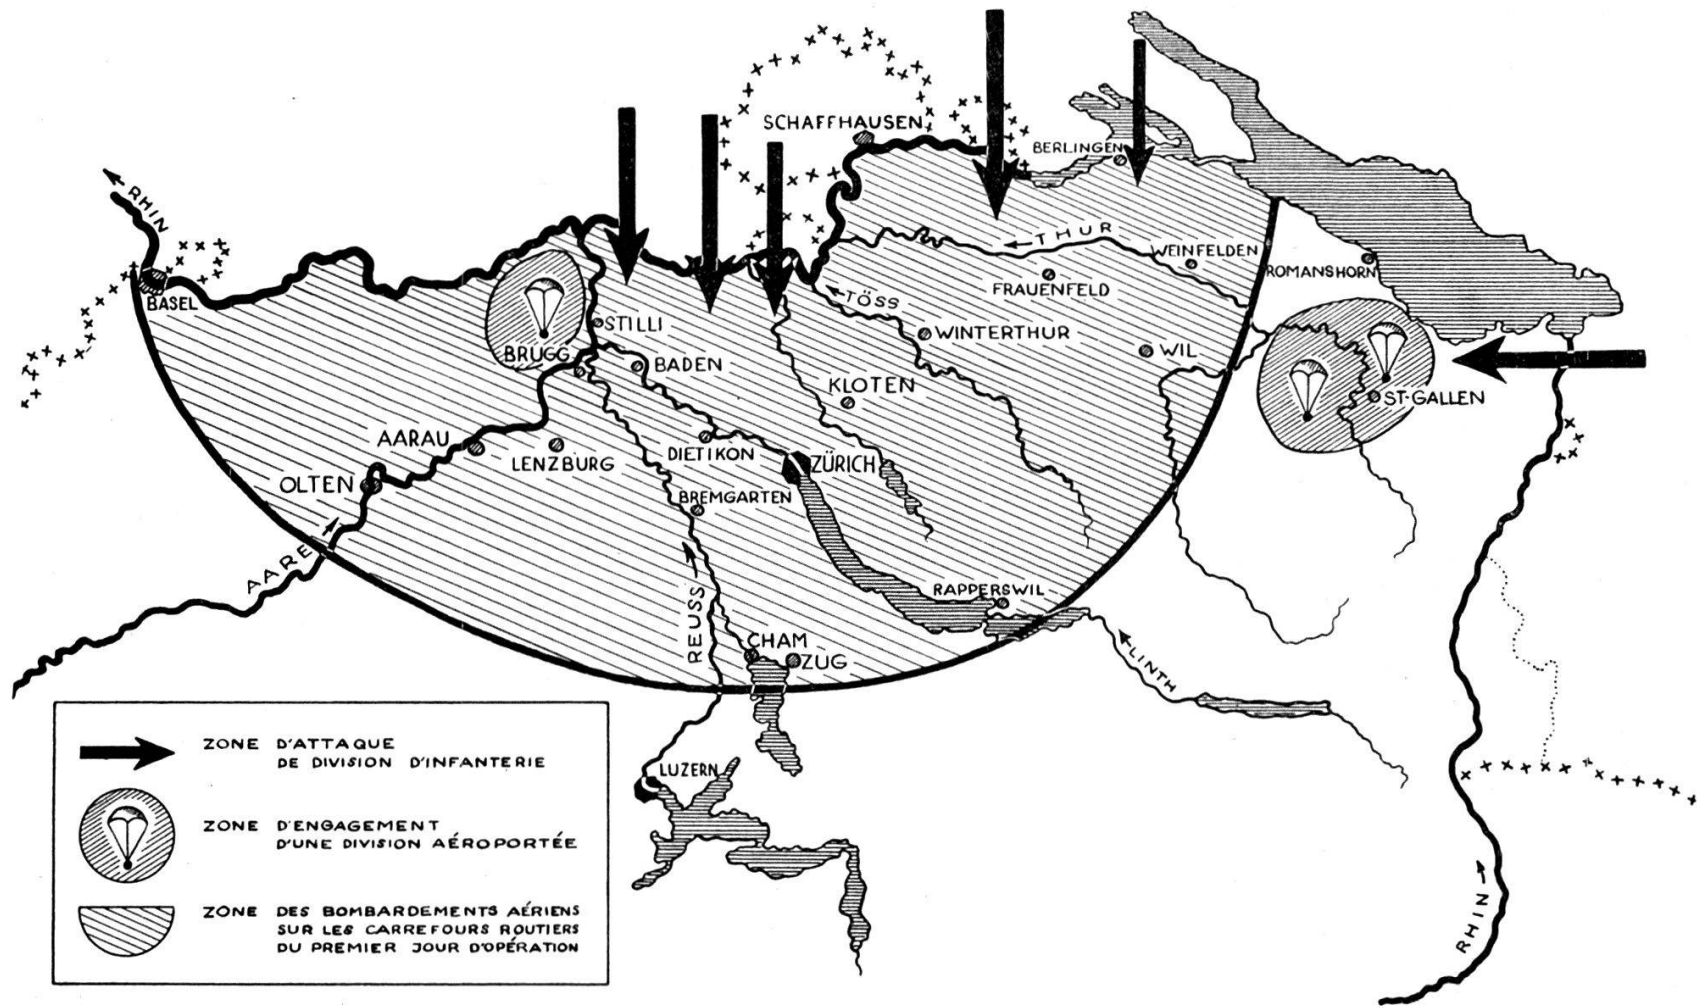 SCHAFFHAUSEN
BERLINGEN
RHIN
THUR
WEINFELDEN
ROMANSHORN
BASEL
FRAUENFELD
TÖSS
STILLI
WINTERTHUR
BRUGG
WIL
BADEN
KLOTEN
ST-GALLEN
AARAU
LENZBURG
DIETIKON
ZÜRICH
OLTEN
BREMGARTEN
AARE
REUSS
RAPPERSWIL
CHAM
ZUG
LINTH
LUZERN
RHIN
ZONE D'ATTAQUE
DE DIVISION D'INFANTERIE
ZONE D'ENGAGEMENT
D'UNE DIVISION AÉROPORTÉE
ZONE DES BOMBARDEMENTS AÉRIENS
SUR LES CARREFOURS ROUTIERS
DU PREMIER JOUR D'OPÉRATION